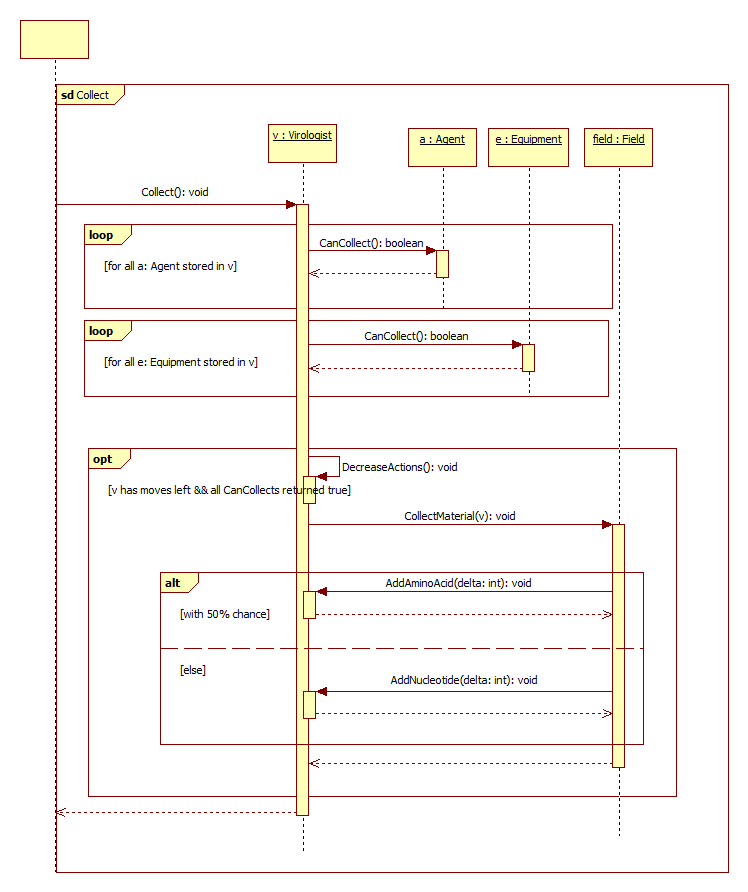 sd Collect
v : Virologist
a : Agent
e : Equipment
field : Field
Collect(): void
loop
CanCollect(): boolean
[for all a: Agent stored in v]
loop
CanCollect(): boolean
[for all e: Equipment stored in v]
opt
DecreaseActions(): void
[v has moves left && all CanCollects returned true]
CollectMaterial(v): void
alt
AddAminoAcid(delta: int): void
[with 50% chance]
[else]
AddNucleotide(delta: int): void